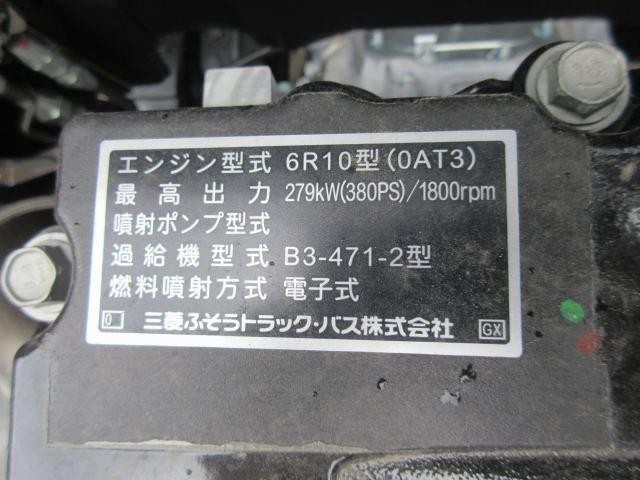 エンジン型式 6R10型(0AT3)
最高出力 279kW(380PS)/1800rpm
噴射ポンプ型式
過給機型式 B3-471-2型
燃料噴射方式 電子式
0 三菱ふそうトラック・バス株式会社 GX